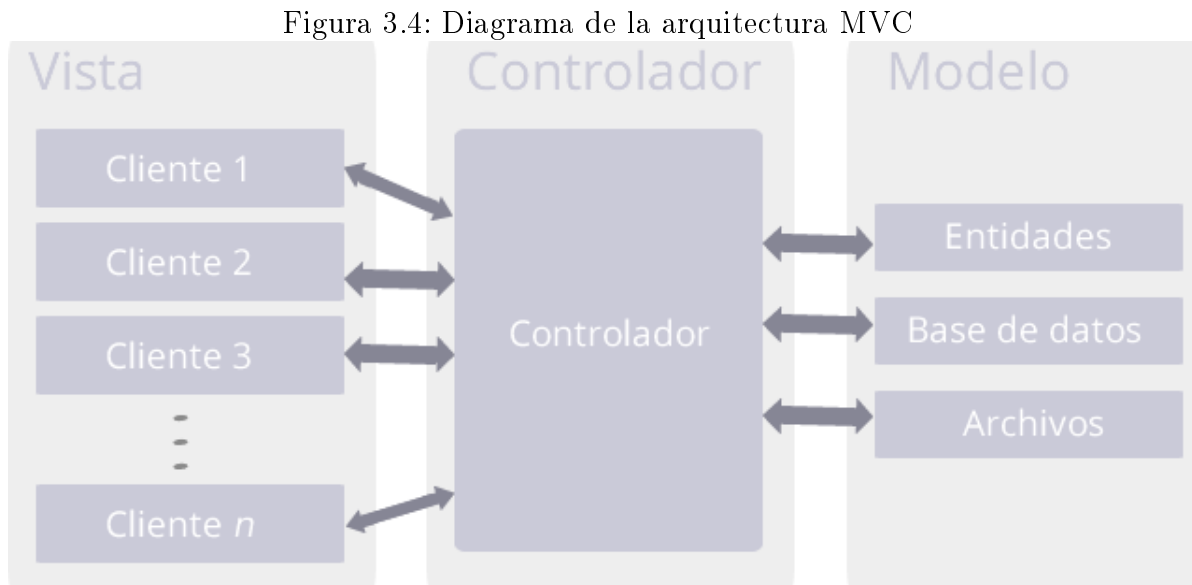 Figura 3.4: Diagrama de la arquitectura MVC
Vista
Cliente 1
Cliente 2
Cliente 3
Cliente n
Controlador
Controlador
Modelo
Entidades
Base de datos
Archivos